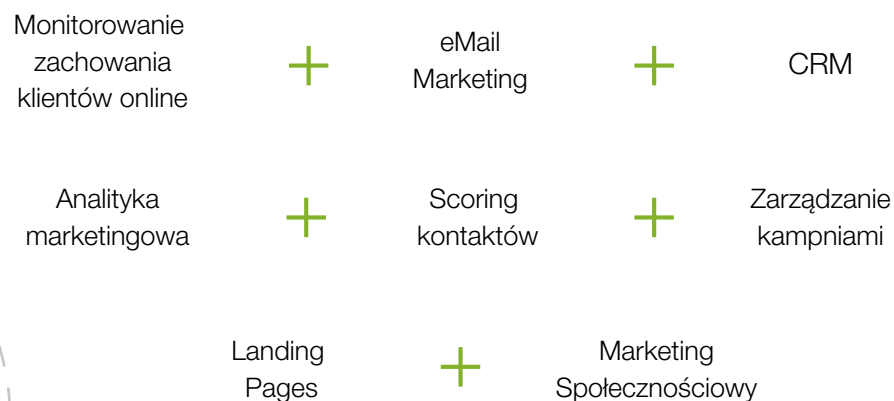 Monitorowanie
zachowania
klientów online
+
eMail
Marketing
+
CRM
Analityka
marketingowa
+
Scoring
kontaktów
+
Zarządzanie
kampniami
Landing
Pages
+
Marketing
Społecznościowy